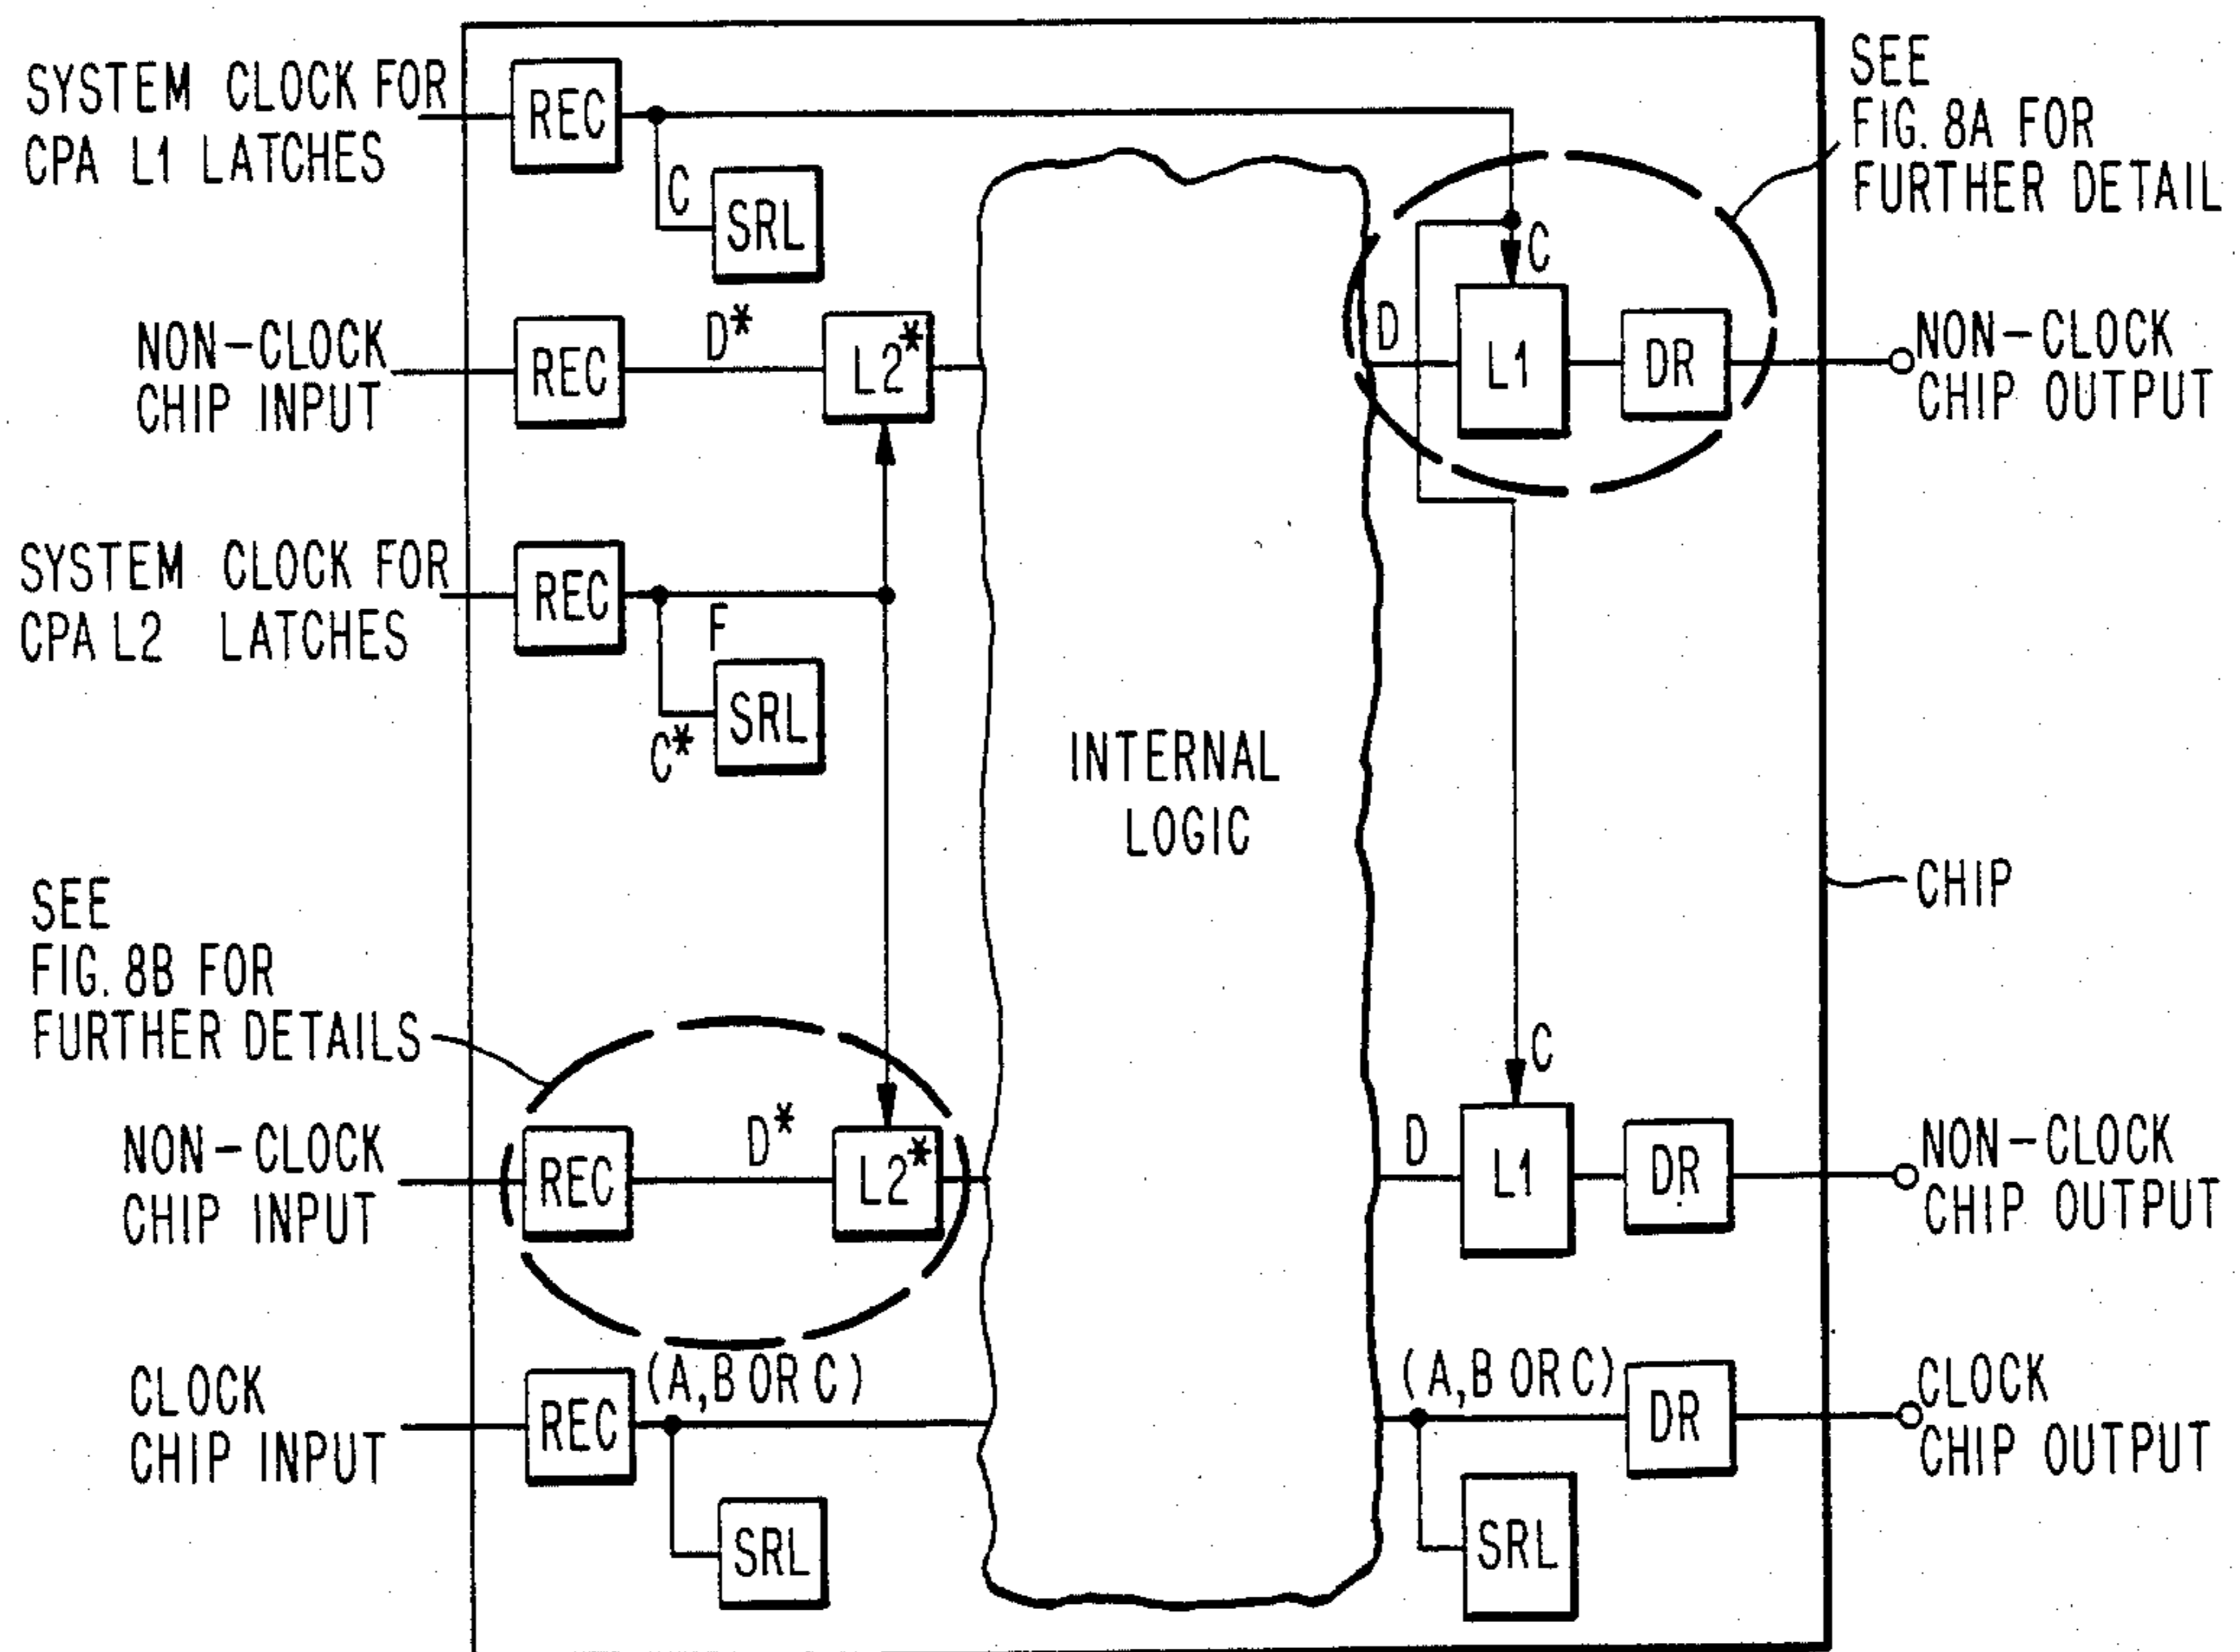 SYSTEM CLOCK FOR
CPA L1 LATCHES
REC
C
SRL
SEE
FIG. 8A FOR
FURTHER DETAIL
NON-CLOCK
CHIP INPUT
REC
D*
L2*
D
C
L1
DR
NON-CLOCK
CHIP OUTPUT
SYSTEM CLOCK FOR
CPA L2 LATCHES
REC
F
C*
SRL
INTERNAL
LOGIC
CHIP
SEE
FIG. 8B FOR
FURTHER DETAILS
NON-CLOCK
CHIP INPUT
REC
D*
L2*
D
C
L1
DR
NON-CLOCK
CHIP OUTPUT
CLOCK
CHIP INPUT
REC
(A,B OR C)
SRL
(A,B OR C)
DR
SRL
CLOCK
CHIP OUTPUT